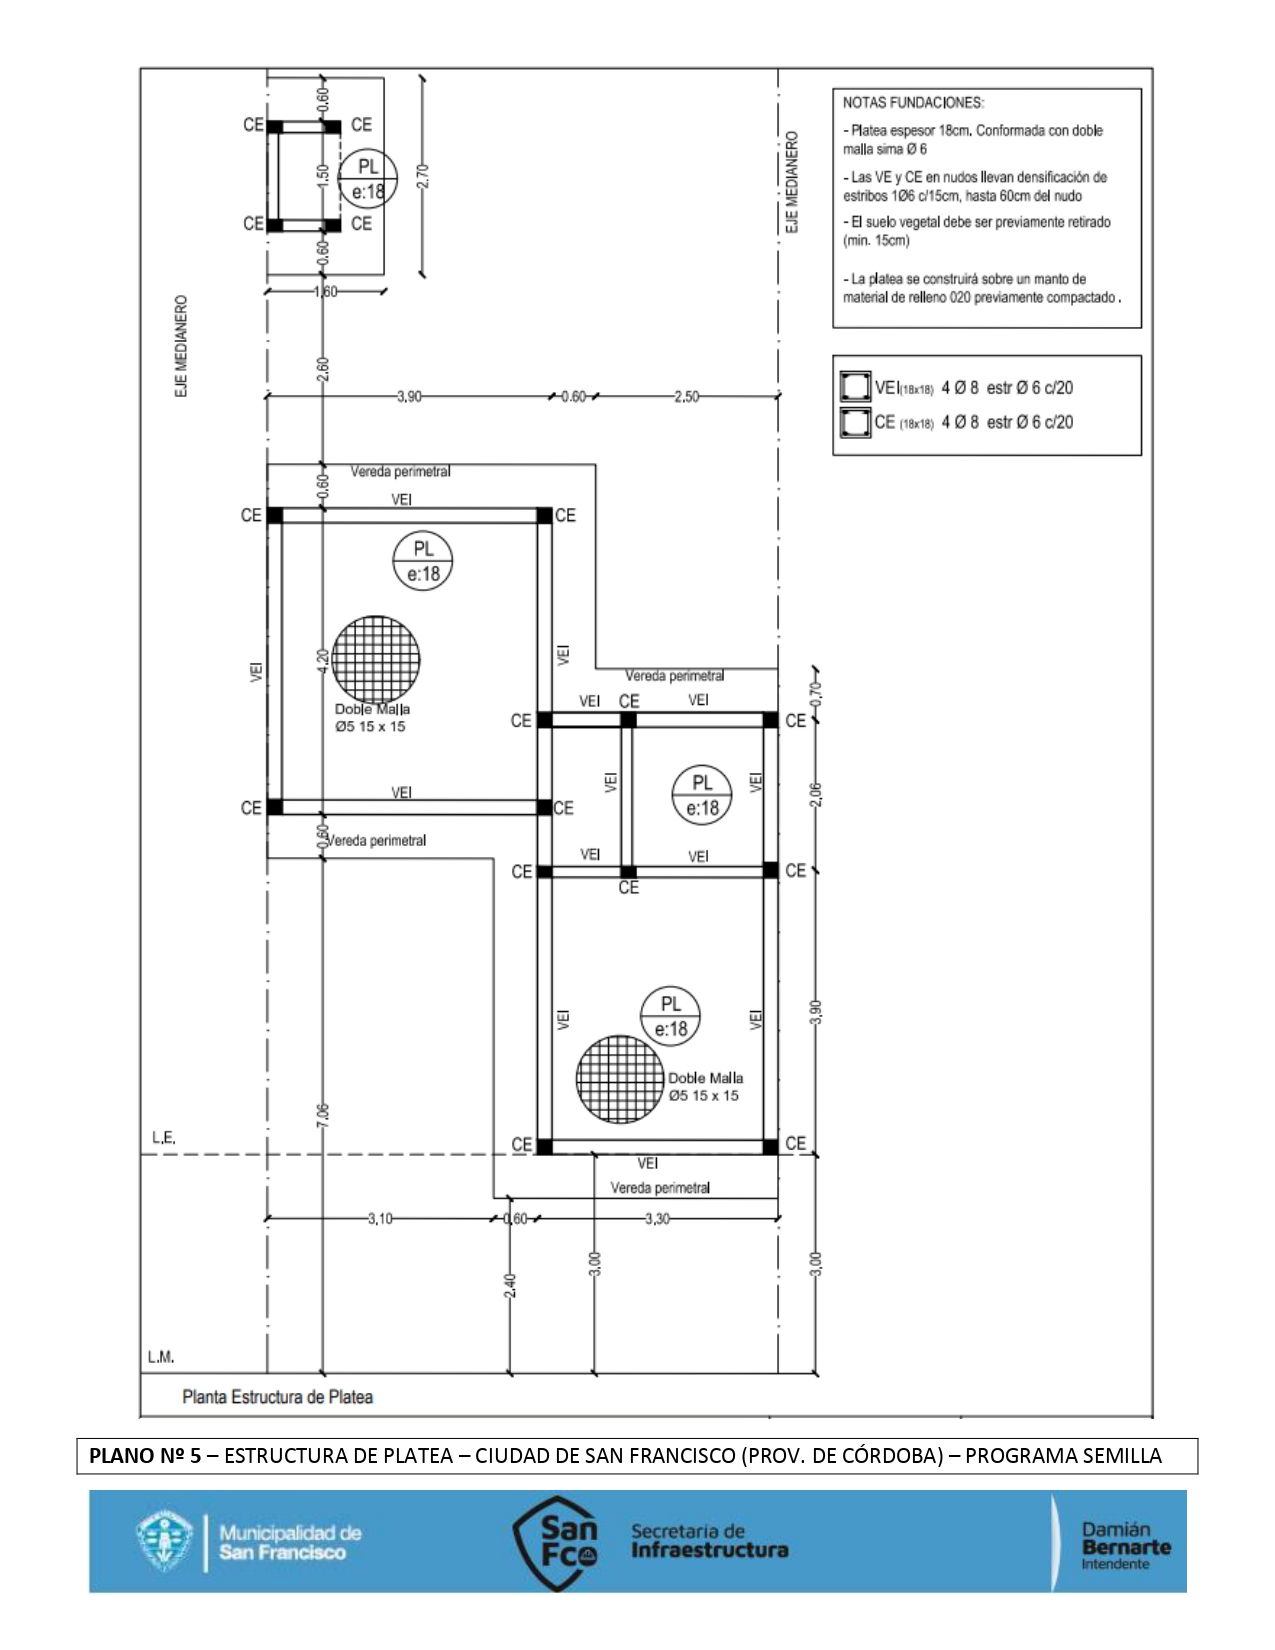 0.60
CE
CE
PL
e:18
1.50
2.70
CE
CE
0.60
1,60
EJE MEDIANERO
EJE MEDIANERO
NOTAS FUNDACIONES:
- Platea espesor 18cm. Conformada con doble
malla sima Ø 6
- Las VE y CE en nudos llevan densificación de
estribos 1Ø6 c/15cm, hasta 60cm del nudo
- El suelo vegetal debe ser previamente retirado
(min. 15cm)
- La platea se construirá sobre un manto de
material de relleno 020 previamente compactado .
VEI(18x18) 4 Ø 8 estr Ø 6 c/20
CE (18x18) 4 Ø 8 estr Ø 6 c/20
2.60
3,90
0.60
2.50
Vereda perimetral
0.60
VEI
CE
CE
PL
e:18
VEI
4.20
VEI
Doble Malla
Ø5 15 x 15
Vereda perimetral
0,70
VEI
CE
VEI
CE
CE
VEI
PL
e:18
VEI
2,06
VEI
CE
CE
0.60
Vereda perimetral
VEI
VEI
CE
CE
CE
PL
e:18
VEI
VEI
3,90
Doble Malla
Ø5 15 x 15
7.06
L.E.
CE
CE
VEI
Vereda perimetral
3,10
0,60
3,30
2.40
3.00
3,00
L.M.
Planta Estructura de Platea
PLANO Nº 5 – ESTRUCTURA DE PLATEA – CIUDAD DE SAN FRANCISCO (PROV. DE CÓRDOBA) – PROGRAMA SEMILLA
Municipalidad de
San Francisco
San
Fco
Secretaria de
Infraestructura
Damián
Bernarte
Intendente